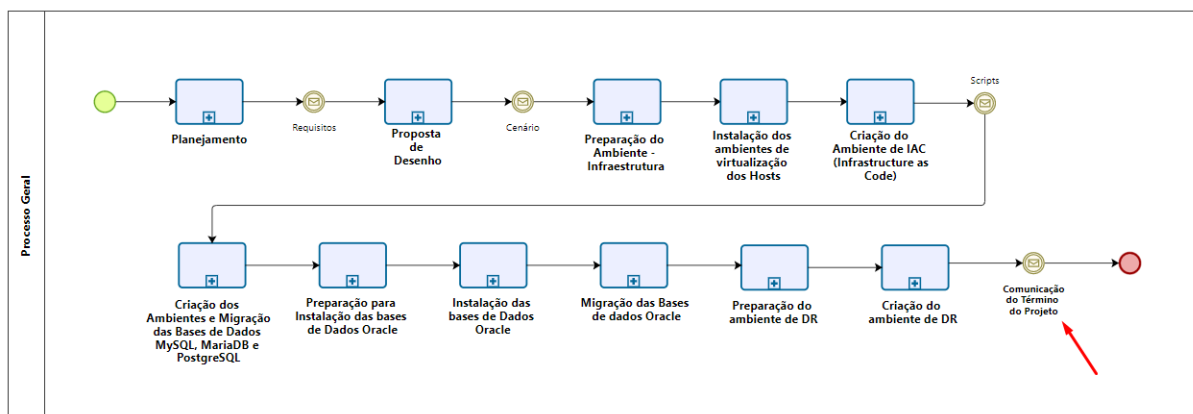 Processo Geral
Planejamento
Requisitos
Proposta
de
Desenho
Cenário
Preparação do
Ambiente -
Infraestrutura
Instalação dos
ambientes de
virtualização
dos Hosts
Criação do
Ambiente de IAC
(Infrastructure as
Code)
Scripts
Criação dos
Ambientes e Migração
das Bases de Dados
MySQL, MariaDB e
PostgreSQL
Preparação para
Instalação das bases
de Dados Oracle
Instalação das
bases de Dados
Oracle
Migração das Bases
de dados Oracle
Preparação do
ambiente de DR
Criação do
ambiente de DR
Comunicação
do Término
do Projeto